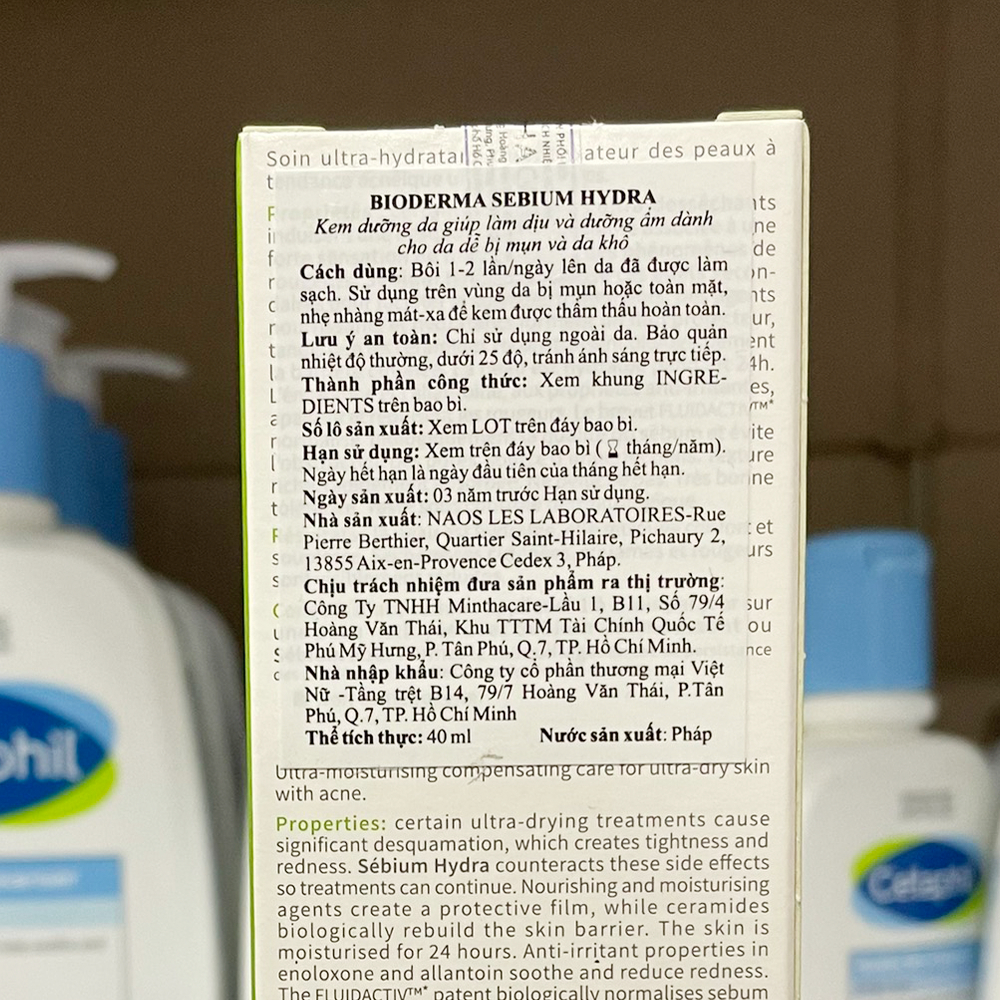 Soin ultra-hydratan ateur des peaux à
BIODERMA SEBIUM HYDRA
Kem dưỡng da giúp làm dịu và dưỡng ẩm dành
cho da dễ bị mụn và da khô
Cách dùng: Bôi 1-2 lần/ngày lên da đã được làm
sạch. Sử dụng trên vùng da bị mụn hoặc toàn mặt,
nhẹ nhàng mát-xa để kem được thẩm thấu hoàn toàn.
Lưu ý an toàn: Chỉ sử dụng ngoài da. Bảo quản
nhiệt độ thường, dưới 25 độ, tránh ánh sáng trực tiếp.
Thành phần công thức: Xem khung INGRE-
DIENTS trên bao bì.
Số lô sản xuất: Xem LOT trên đáy bao bì.
Hạn sử dụng: Xem trện đáy bao bì ( ⌛ tháng/năm).
Ngày hết hạn là ngày đầu tiên của tháng hết hạn.
Ngày sản xuất: 03 năm trước Hạn sử dụng.
Nhà sản xuất: NAOS LES LABORATOIRES-Rue
Pierre Berthier, Quartier Saint-Hilaire, Pichaury 2,
13855 Aix-en-Provence Cedex 3, Pháp.
Chịu trách nhiệm đưa sản phẩm ra thị trường:
Công Ty TNHH Minthacare-Lầu 1, B11, Số 79/4
Hoàng Văn Thái, Khu TTTM Tài Chính Quốc Tế
Phú Mỹ Hưng, P. Tân Phú, Q.7, TP. Hồ Chí Minh.
Nhà nhập khẩu: Công ty cổ phần thương mại Việt
Nữ -Tầng trệt B14, 79/7 Hoàng Văn Thái, P.Tân
Phú, Q.7, TP. Hồ Chí Minh
Thể tích thực: 40 ml Nước sản xuất: Pháp
Ultra-moisturising compensating care for ultra-dry skin
with acne.
Properties: certain ultra-drying treatments cause
significant desquamation, which creates tightness and
redness. Sébium Hydra counteracts these side effects
so treatments can continue. Nourishing and moisturising
agents create a protective film, while ceramides
biologically rebuild the skin barrier. The skin is
moisturised for 24 hours. Anti-irritant properties in
enoloxone and allantoin soothe and reduce redness.
The FLUIDACTIV™* patent biologically normalises sebum
phil
Cetaphil